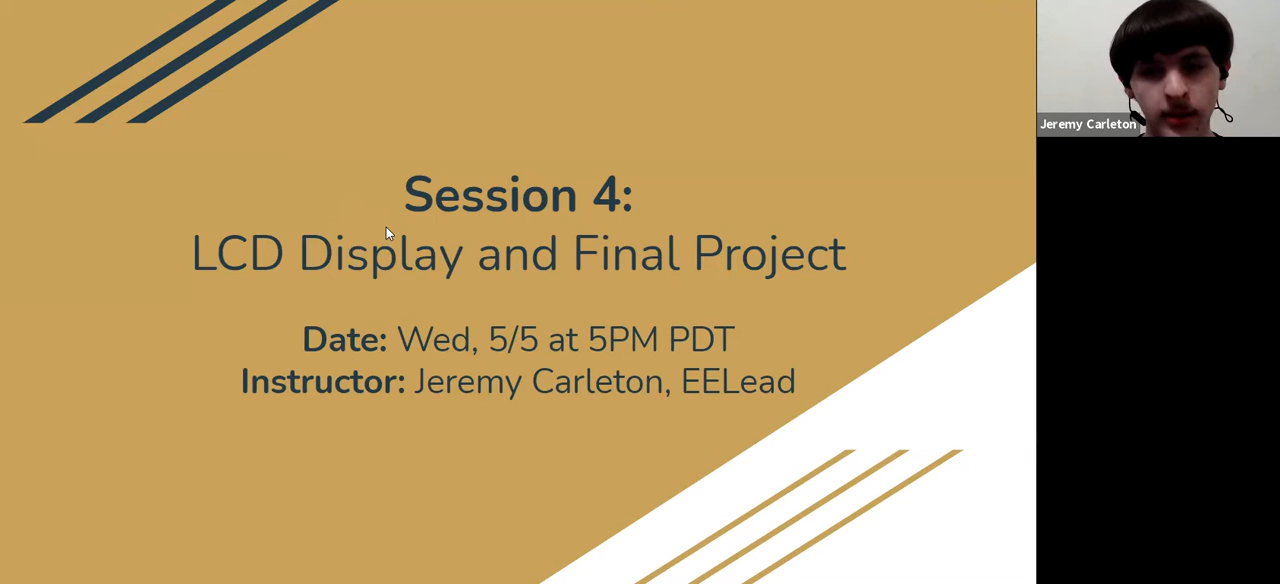 Session 4:
LCD Display and Final Project
Date: Wed, 5/5 at 5PM PDT
Instructor: Jeremy Carleton, EELead
Jeremy Carleton